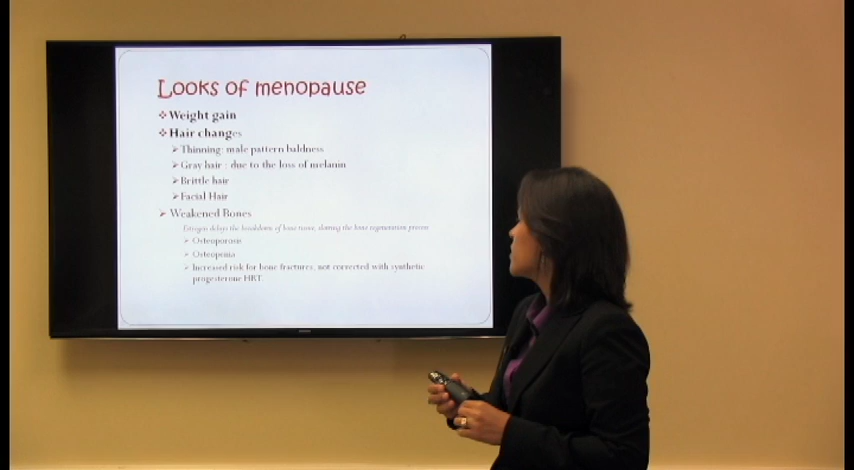 Looks of menopause
❖ Weight gain
❖ Hair changes
➢ Thinning: male pattern baldness
➢ Gray hair : due to the loss of melanin
➢ Brittle hair
➢ Facial Hair
➢ Weakened Bones
Estrogen delays the breakdown of bone tissue, slowing the bone regeneration process
➢ Osteoporosis
➢ Osteopenia
➢ Increased risk for bone fractures, not corrected with synthetic
progesterone HRT.